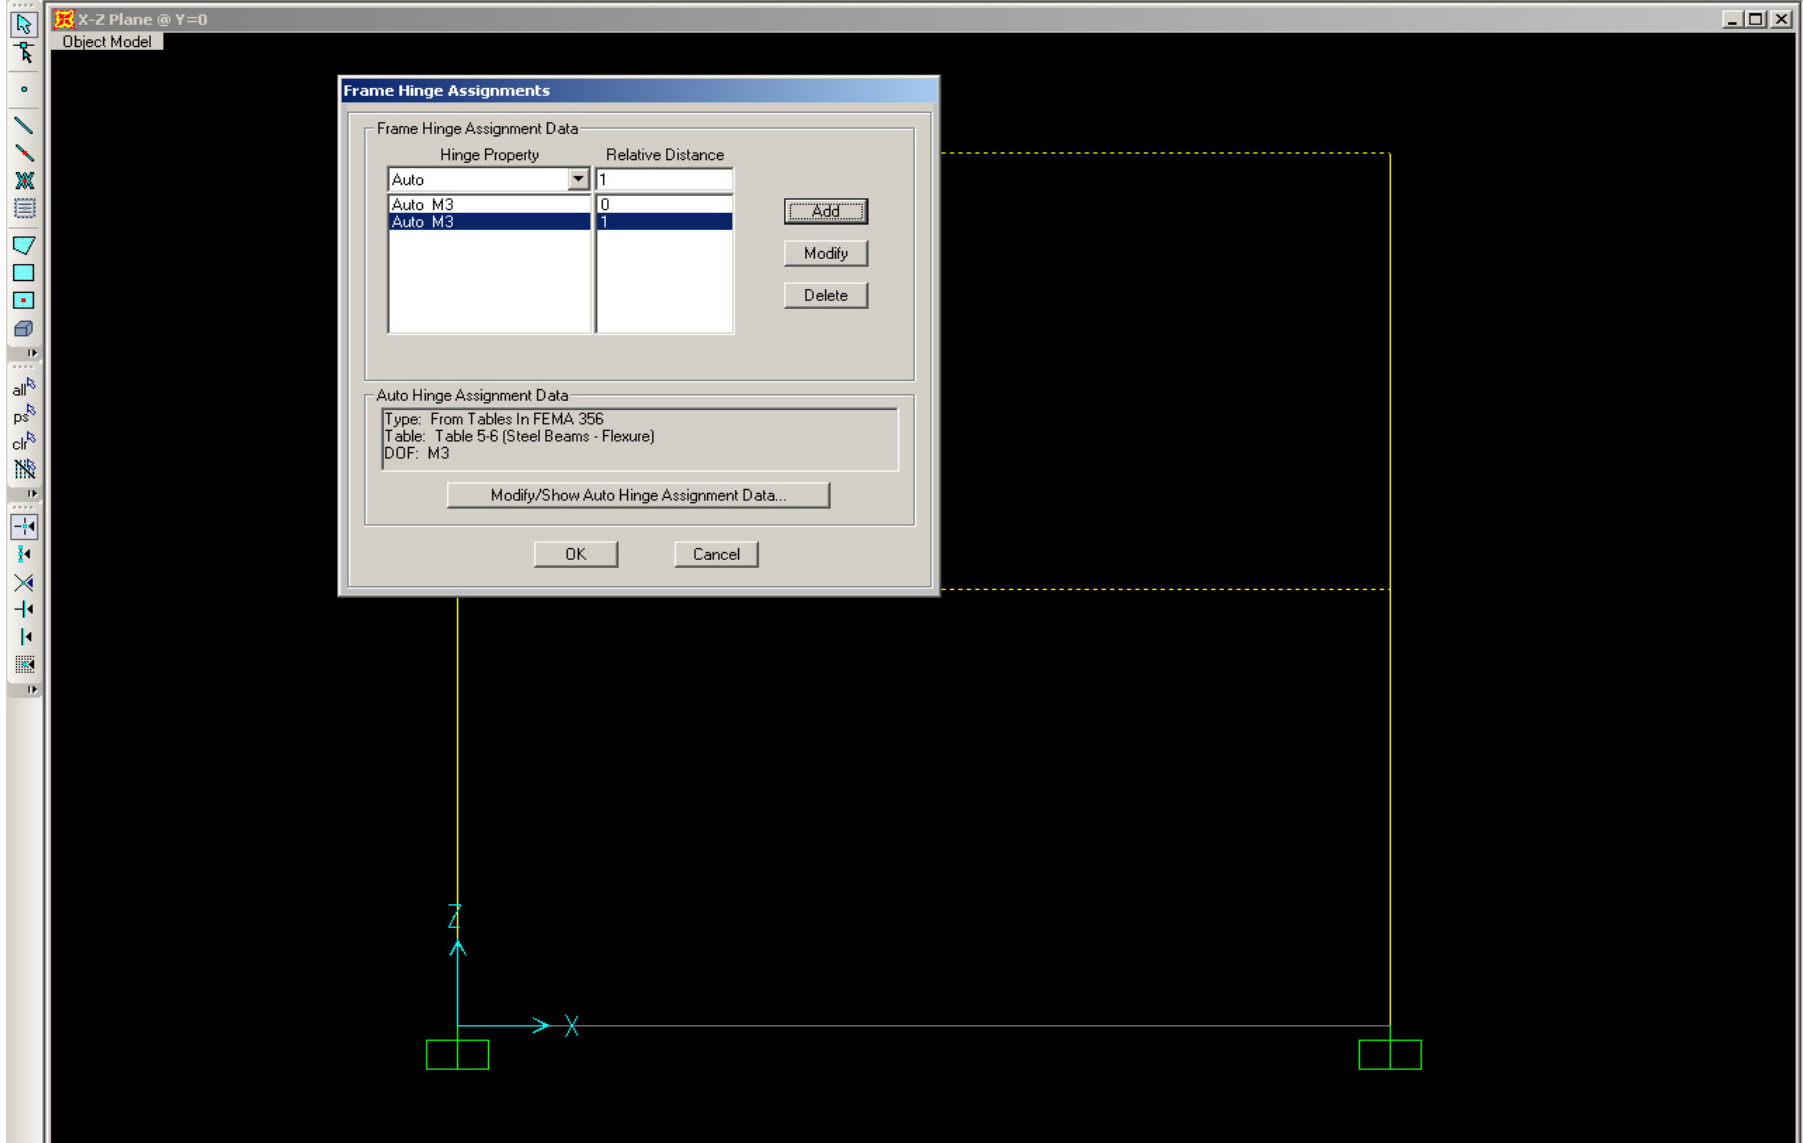 X-Z Plane @ Y=0
Object Model
Frame Hinge Assignments
Frame Hinge Assignment Data
Hinge Property Relative Distance
Auto 1
Auto M3 0
Auto M3 1
Add
Modify
Delete
Auto Hinge Assignment Data
Type: From Tables In FEMA 356
Table: Table 5-6 (Steel Beams - Flexure)
DOF: M3
Modify/Show Auto Hinge Assignment Data...
OK Cancel
all
ps
clr
Z
X